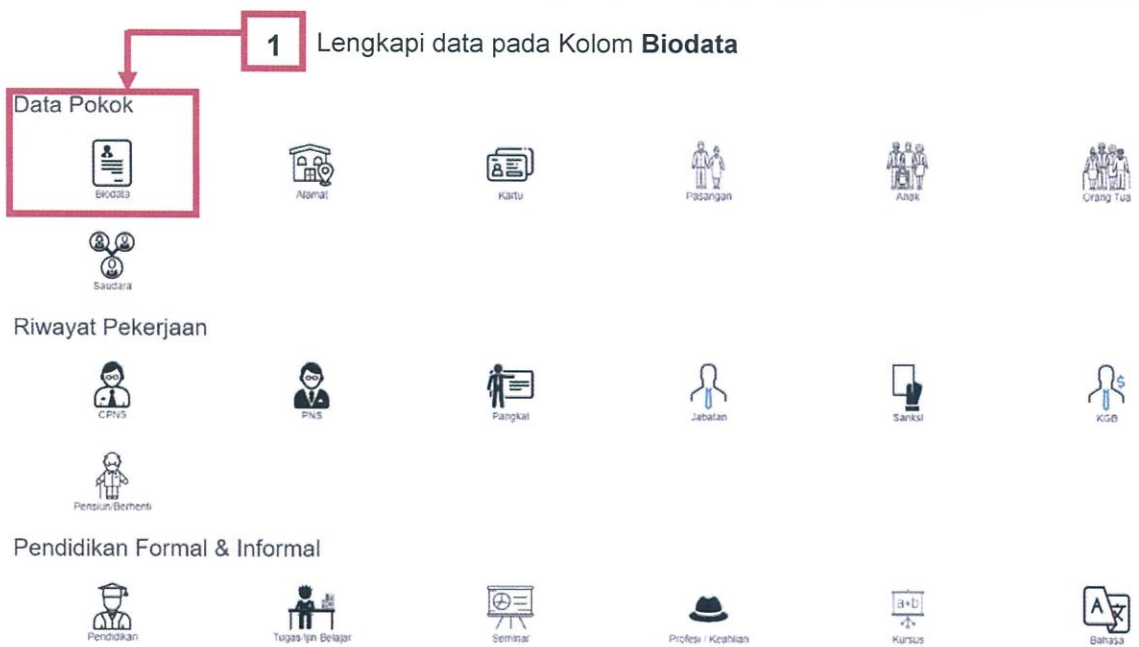 1 Lengkapi data pada Kolom Biodata
Data Pokok
Biodata Alamat Kartu Pasangan Anak Orang Tua
Saudara
Riwayat Pekerjaan
CPNS PNS Pangkat Jabatan Sanksi KGB
Pensiun/Berhenti
Pendidikan Formal & Informal
Pendidikan Tugas/Ijin Belajar Seminar Profesi / Keahlian Kursus Bahasa